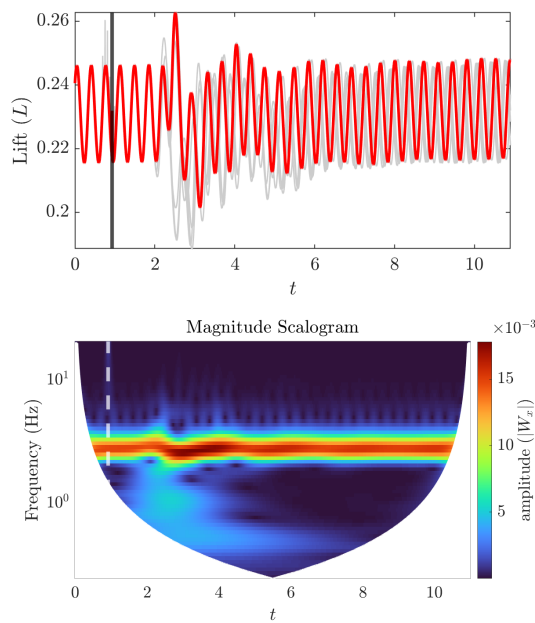 0.26
0.24
0.22
0.2
Lift (L)
0 2 4 6 8 10
t
Magnitude Scalogram
×10⁻³
10¹
10⁰
Frequency (Hz)
15
10
5
amplitude (|Wₓ|)
0 2 4 6 8 10
t